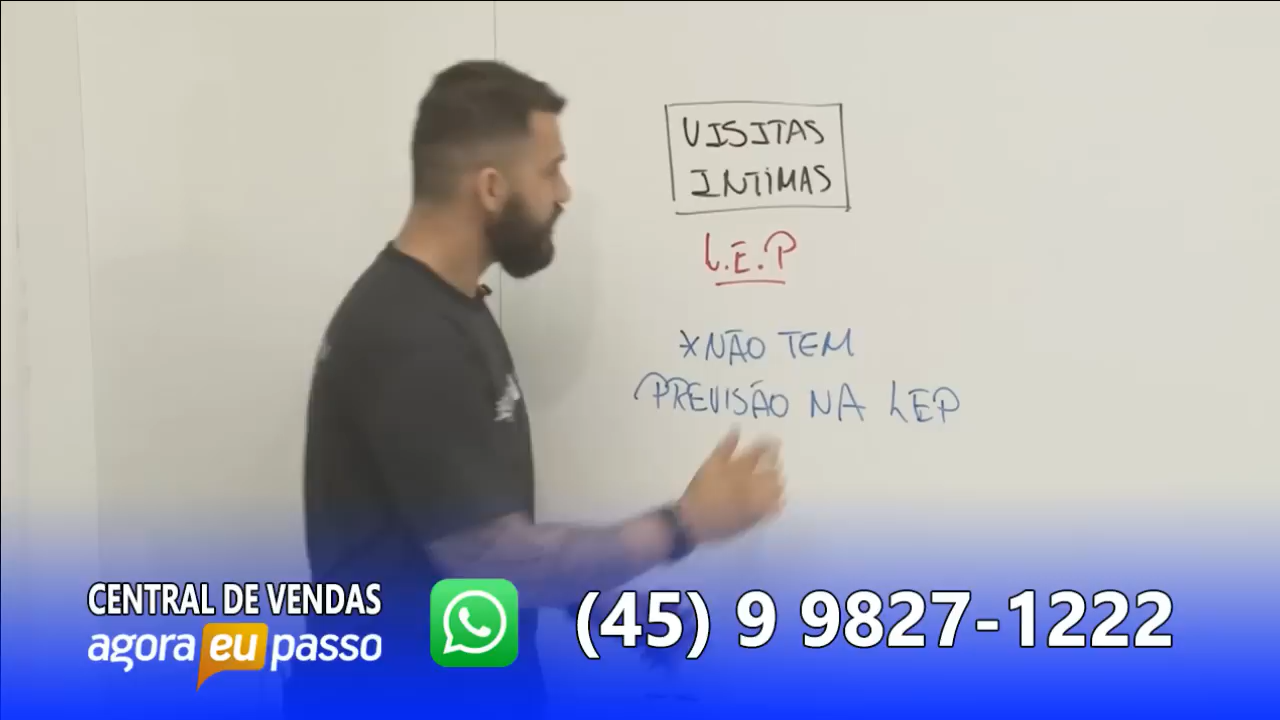 VISITAS
INTIMAS
L.E.P
*NÃO TEM
PREVISÃO NA LEP
CENTRAL DE VENDAS
agora eu passo
(45) 9 9827-1222